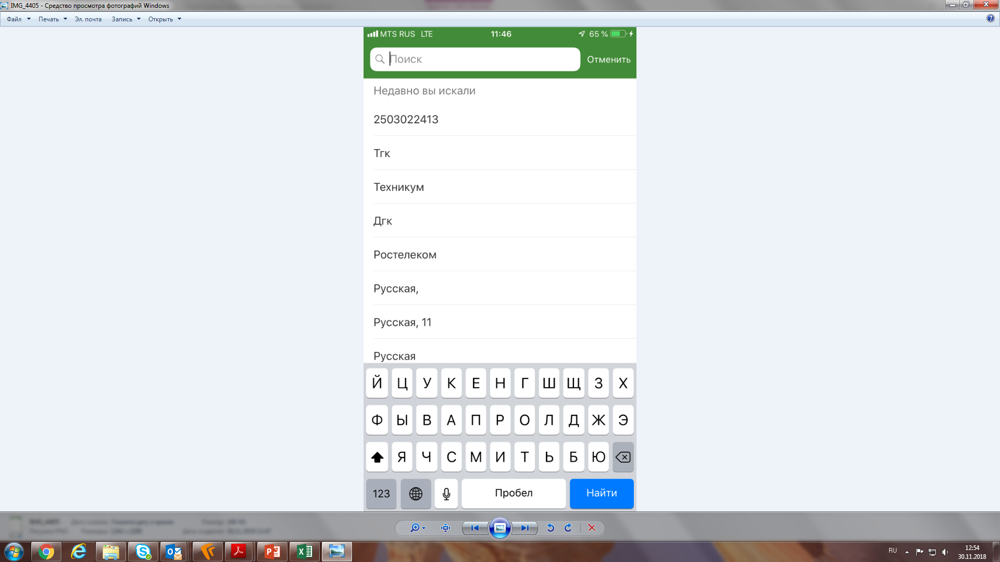 IMG_4405 - Средство просмотра фотографий Windows
Файл Печать Эл. почта Запись Открыть
MTS RUS LTE 11:46 65 %
Поиск Отменить
Недавно вы искали
2503022413
Тгк
Техникум
Дгк
Ростелеком
Русская,
Русская, 11
Русская
Й Ц У К Е Н Г Ш Щ З Х
Ф Ы В А П Р О Л Д Ж Э
Я Ч С М И Т Ь Б Ю
123 Пробел Найти
IMG_4405
RU 12:54
30.11.2018